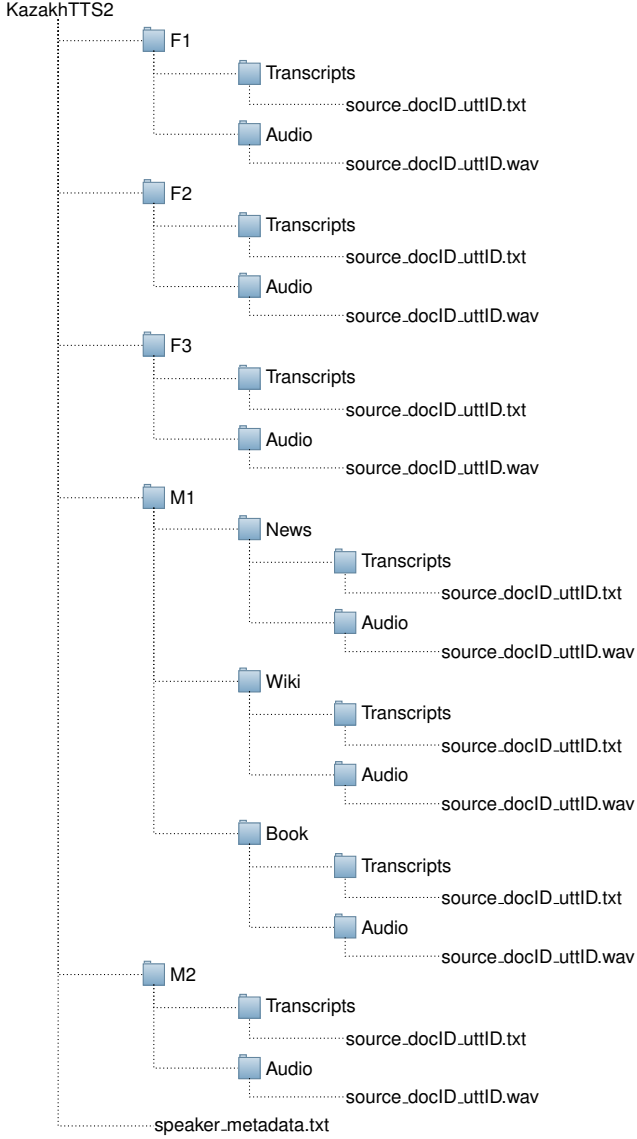 KazakhTTS2
F1
Transcripts
source_docID_uttID.txt
Audio
source_docID_uttID.wav
F2
Transcripts
source_docID_uttID.txt
Audio
source_docID_uttID.wav
F3
Transcripts
source_docID_uttID.txt
Audio
source_docID_uttID.wav
M1
News
Transcripts
source_docID_uttID.txt
Audio
source_docID_uttID.wav
Wiki
Transcripts
source_docID_uttID.txt
Audio
source_docID_uttID.wav
Book
Transcripts
source_docID_uttID.txt
Audio
source_docID_uttID.wav
M2
Transcripts
source_docID_uttID.txt
Audio
source_docID_uttID.wav
speaker_metadata.txt